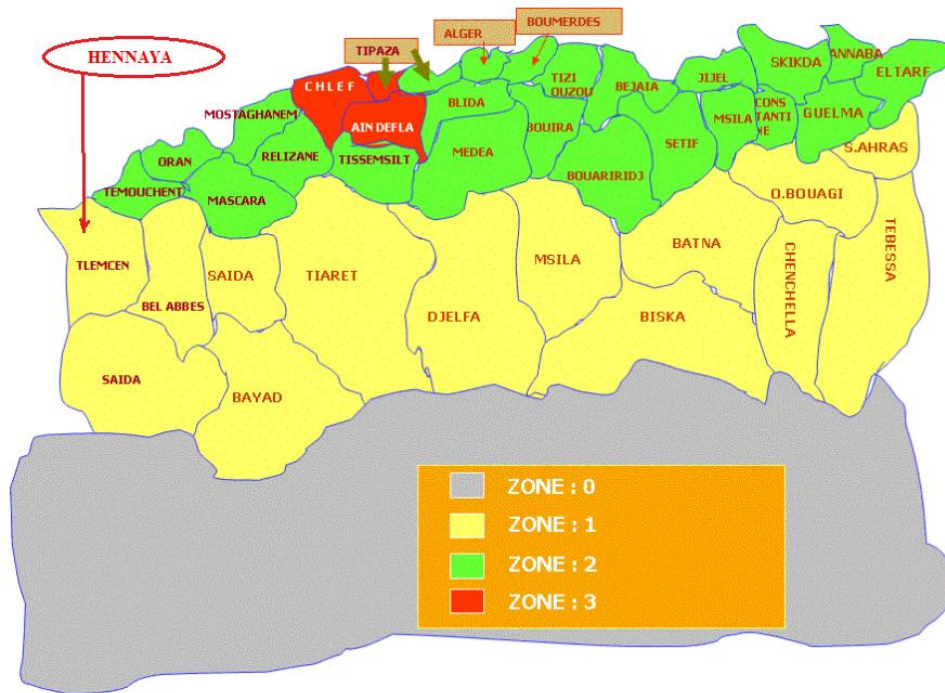 HENNAYA
TIPAZA
ALGER
BOUMERDES
CHLEF
AIN DEFLA
MOSTAGHANEM
RELIZANE
ORAN
TEMOUCHENT
MASCARA
TISSEMSILT
BLIDA
MEDEA
TIZI
OUZOU
BOUIRA
BEJAIA
BOUARIRIDJ
SETIF
JIJEL
MSILA
SKIKDA
CONS
TANTI
NE
ANNABA
GUELMA
ELTARF
S.AHRAS
O.BOUAGI
TEBESSA
CHENCHELLA
BATNA
BISKA
MSILA
DJELFA
TIARET
SAIDA
BEL ABBES
TLEMCEN
SAIDA
BAYAD
ZONE : 0
ZONE : 1
ZONE : 2
ZONE : 3